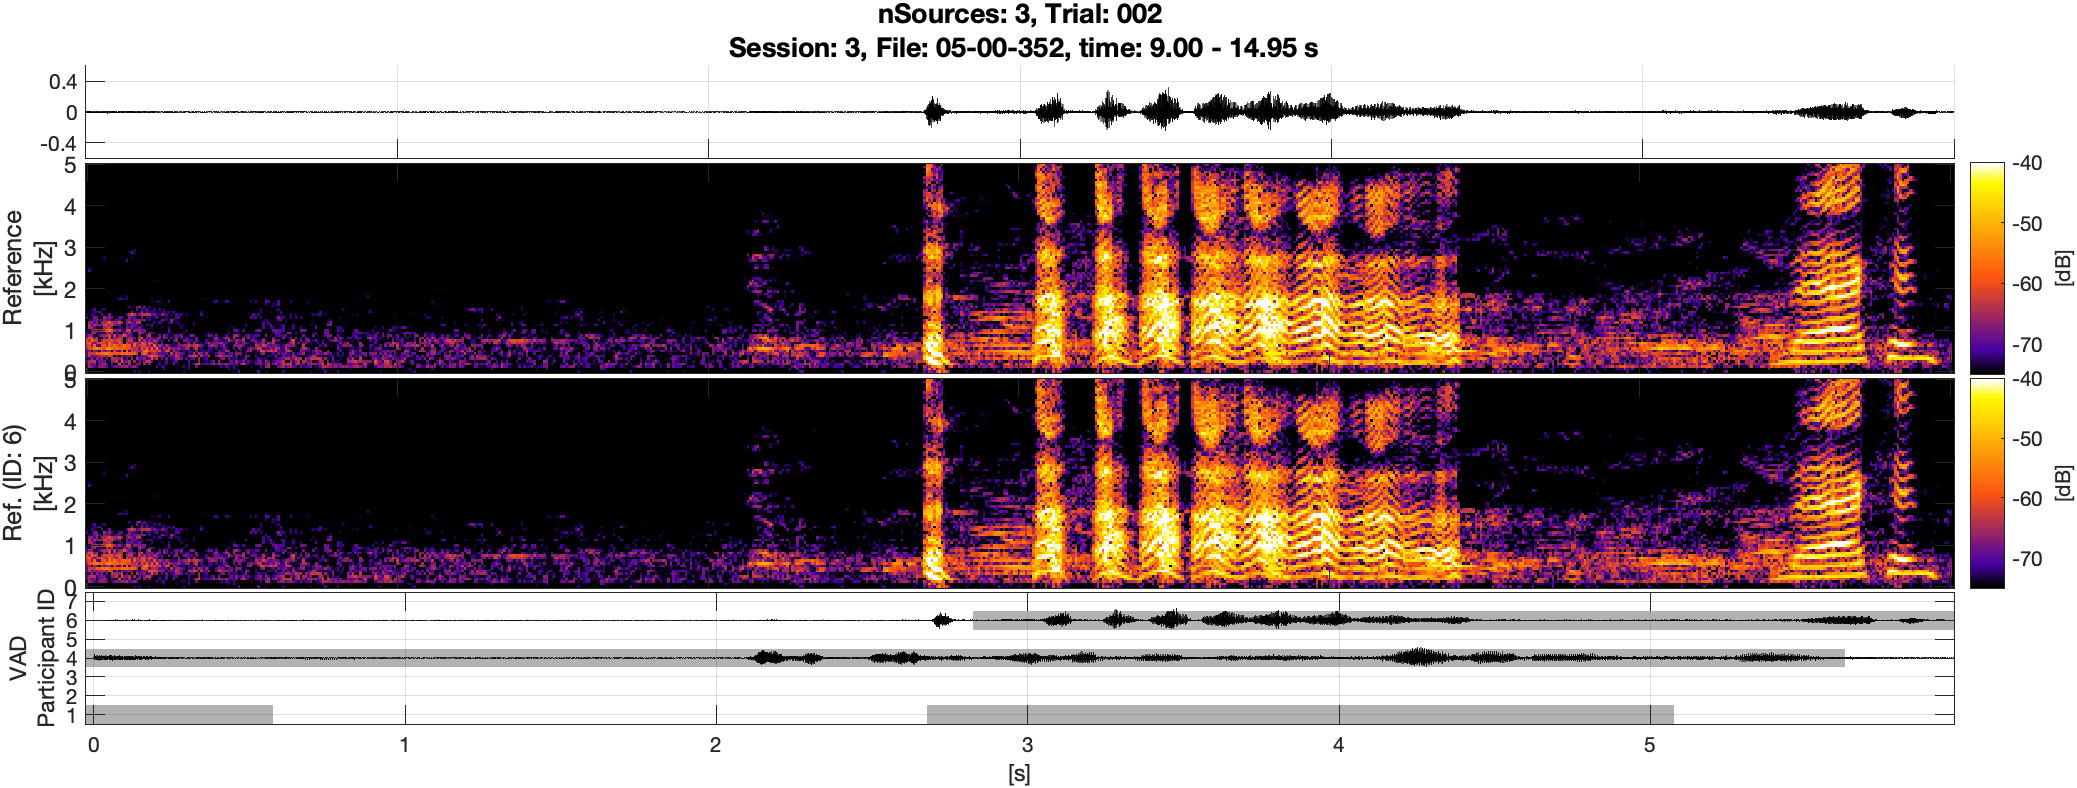 nSources: 3, Trial: 002
Session: 3, File: 05-00-352, time: 9.00 - 14.95 s
0.4
0
-0.4
Reference
[kHz]
5
4
3
2
1
0
-40
-50
-60
-70
[dB]
Ref. (ID: 6)
[kHz]
5
4
3
2
1
0
-40
-50
-60
-70
[dB]
VAD
Participant ID
7
6
5
4
3
2
1
0 1 2 3 4 5
[s]